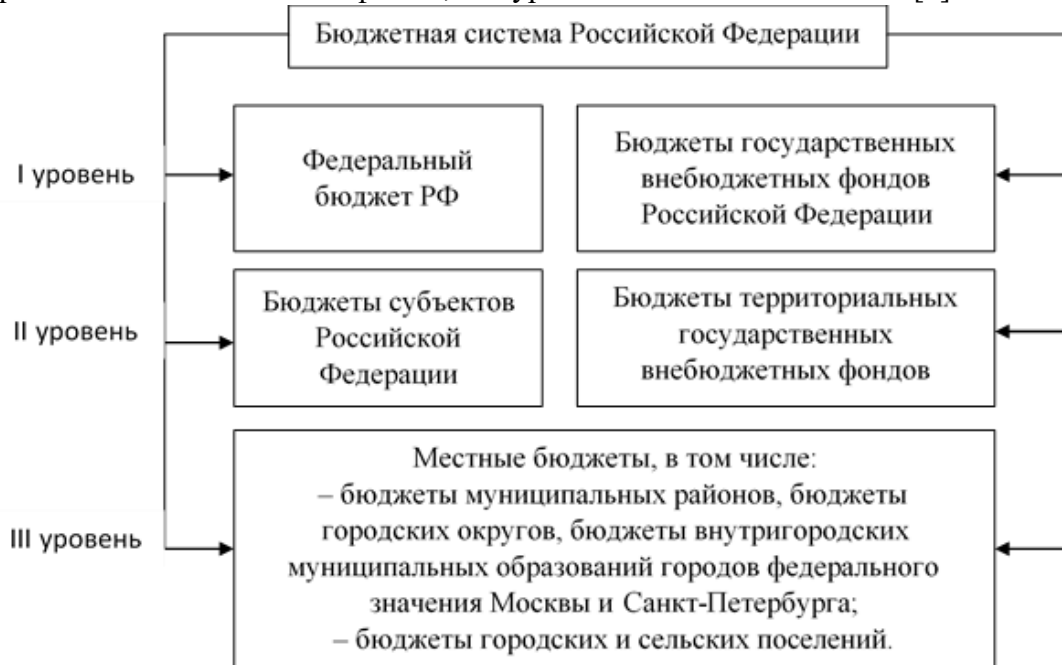 Бюджетная система Российской Федерации
I уровень
Федеральный
бюджет РФ
Бюджеты государственных
внебюджетных фондов
Российской Федерации
II уровень
Бюджеты субъектов
Российской
Федерации
Бюджеты территориальных
государственных
внебюджетных фондов
III уровень
Местные бюджеты, в том числе:
– бюджеты муниципальных районов, бюджеты
городских округов, бюджеты внутригородских
муниципальных образований городов федерального
значения Москвы и Санкт-Петербурга;
– бюджеты городских и сельских поселений.